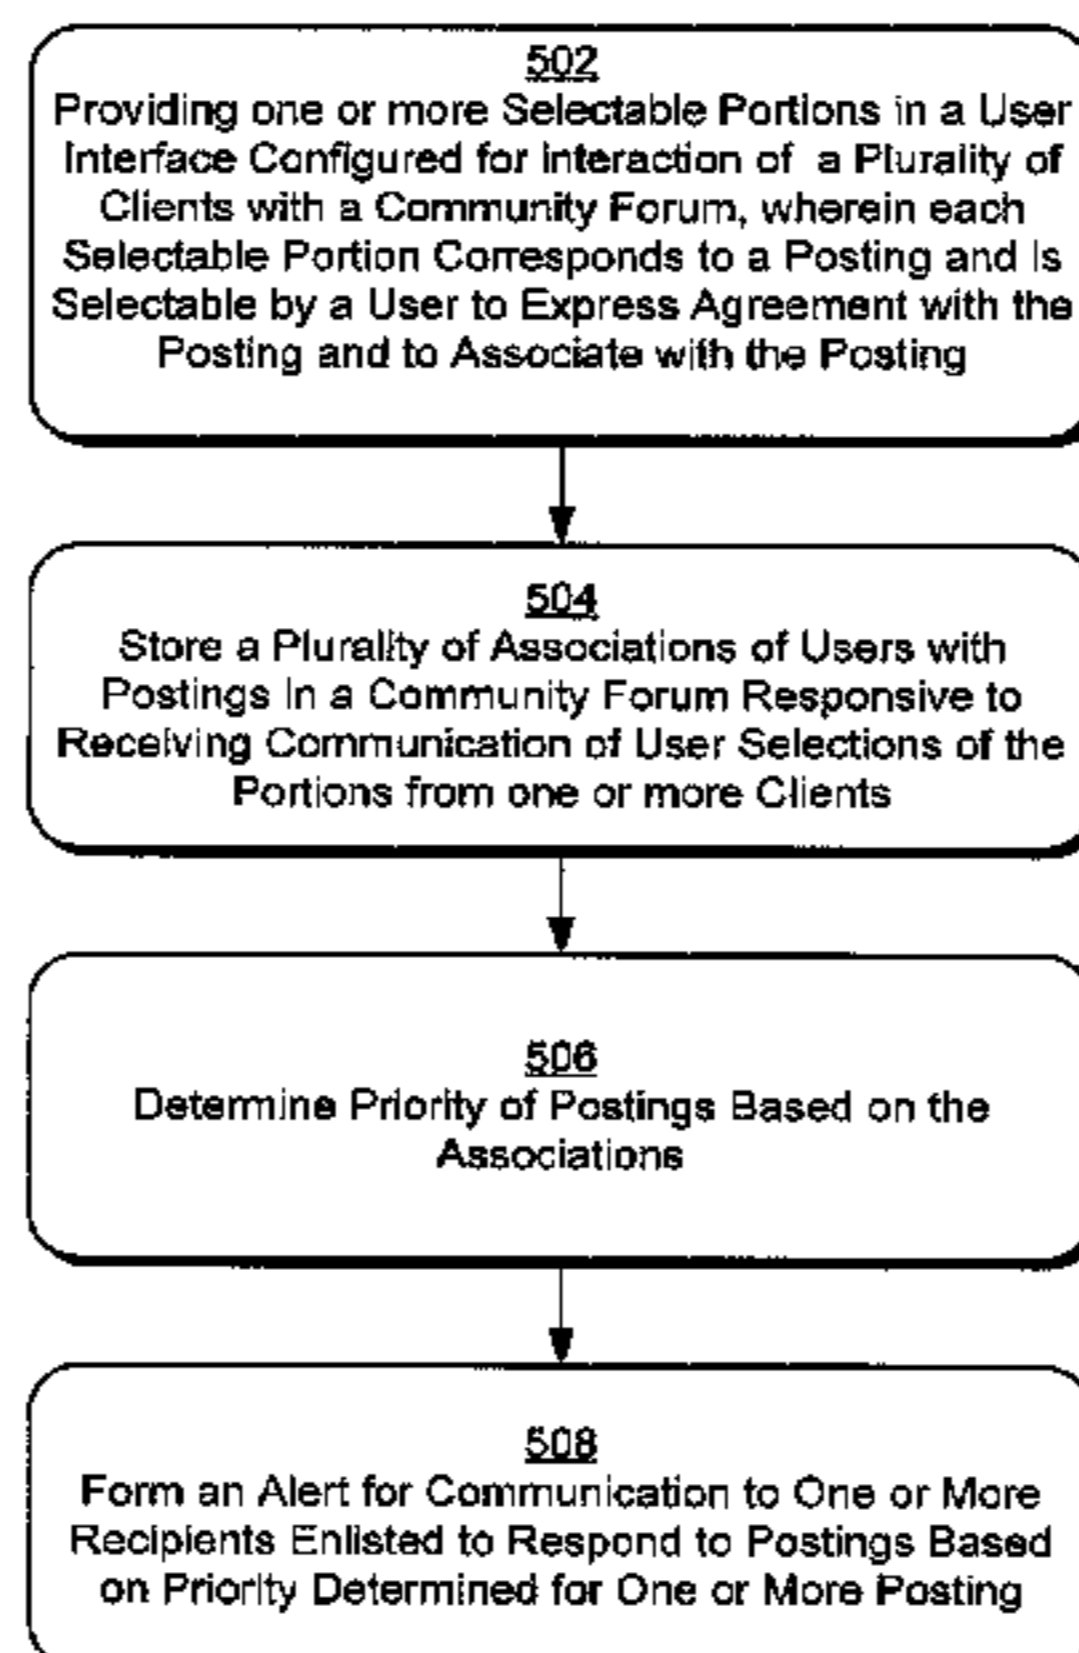 502
Providing one or more Selectable Portions in a User
Interface Configured for Interaction of a Plurality of
Clients with a Community Forum, wherein each
Selectable Portion Corresponds to a Posting and Is
Selectable by a User to Express Agreement with the
Posting and to Associate with the Posting
504
Store a Plurality of Associations of Users with
Postings In a Community Forum Responsive to
Receiving Communication of User Selections of the
Portions from one or more Clients
506
Determine Priority of Postings Based on the
Associations
508
Form an Alert for Communication to One or More
Recipients Enlisted to Respond to Postings Based
on Priority Determined for One or More Posting